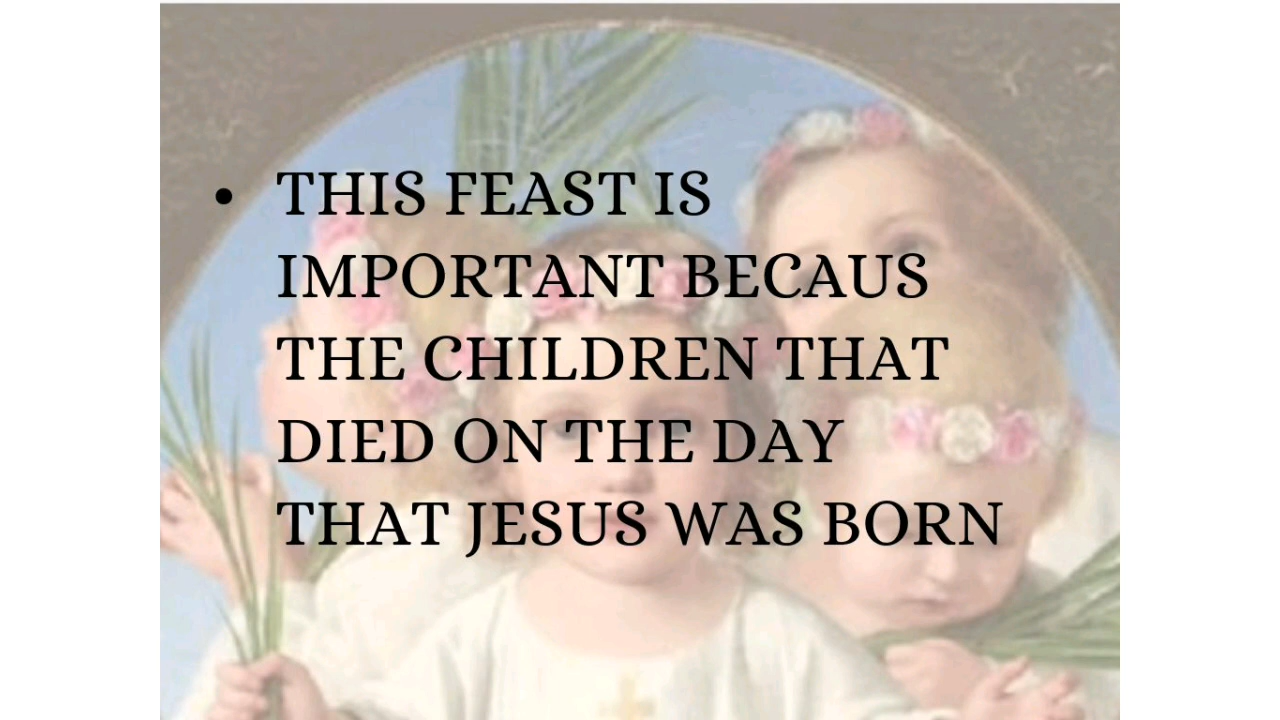 • THIS FEAST IS
IMPORTANT BECAUS
THE CHILDREN THAT
DIED ON THE DAY
THAT JESUS WAS BORN